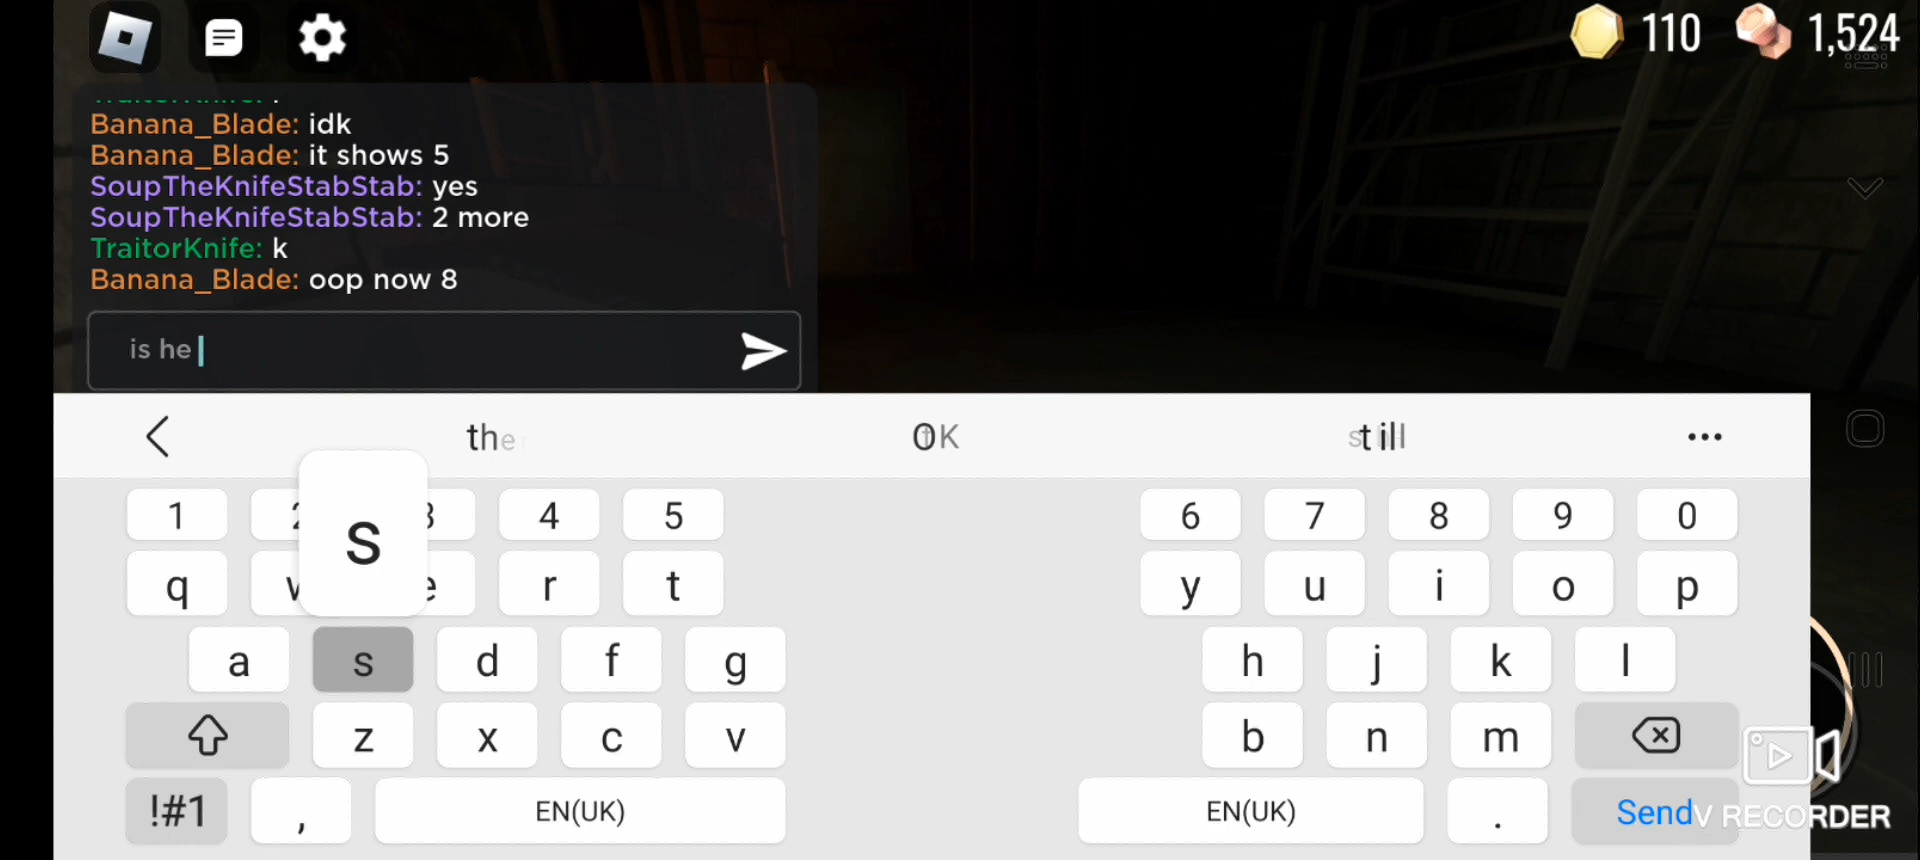 110 1,524
Banana_Blade: idk
Banana_Blade: it shows 5
SoupTheKnifeStabStab: yes
SoupTheKnifeStabStab: 2 more
TraitorKnife: k
Banana_Blade: oop now 8
is he
the OK still
1 2 3 4 5 6 7 8 9 0
s
q w e r t y u i o p
a s d f g h j k l
z x c v b n m
!#1 , EN(UK) EN(UK) . Send
V RECORDER